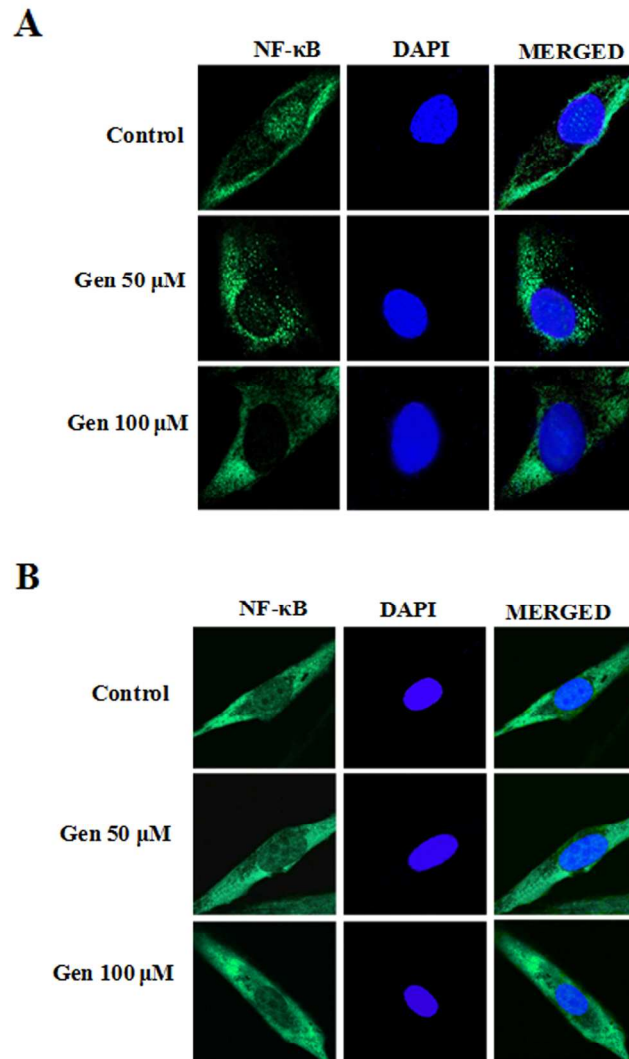 A
NF-κB DAPI MERGED
Control
Gen 50 μM
Gen 100 μM
B
NF-κB DAPI MERGED
Control
Gen 50 μM
Gen 100 μM